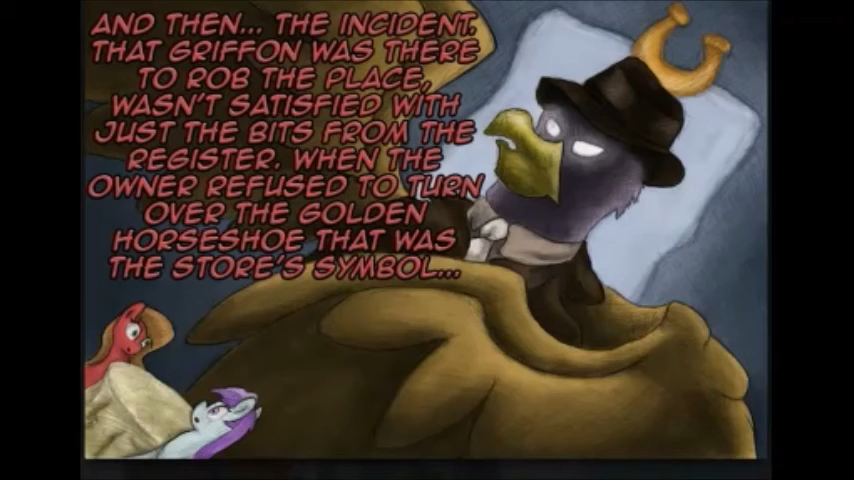 AND THEN... THE INCIDENT.
THAT GRIFFON WAS THERE
TO ROB THE PLACE,
WASN'T SATISFIED WITH
JUST THE BITS FROM THE
REGISTER. WHEN THE
OWNER REFUSED TO TURN
OVER THE GOLDEN
HORSESHOE THAT WAS
THE STORE'S SYMBOL...